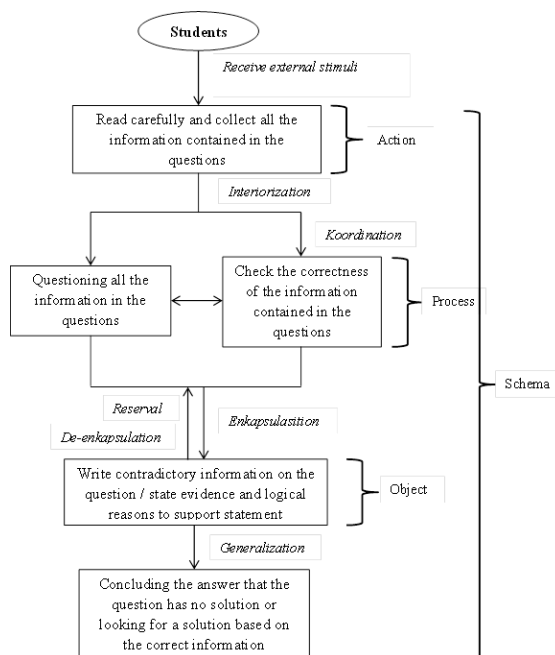 Students
Receive external stimuli
Read carefully and collect all the
information contained in the
questions
Action
Interiorization
Koordination
Questioning all the
information in the
questions
Check the correctness
of the information
contained in the
questions
Process
Schema
Reserval
De-enkapsulation
Enkapsulasition
Write contradictory information on the
question / state evidence and logical
reasons to support statement
Object
Generalization
Concluding the answer that the
question has no solution or
looking for a solution based on
the correct information